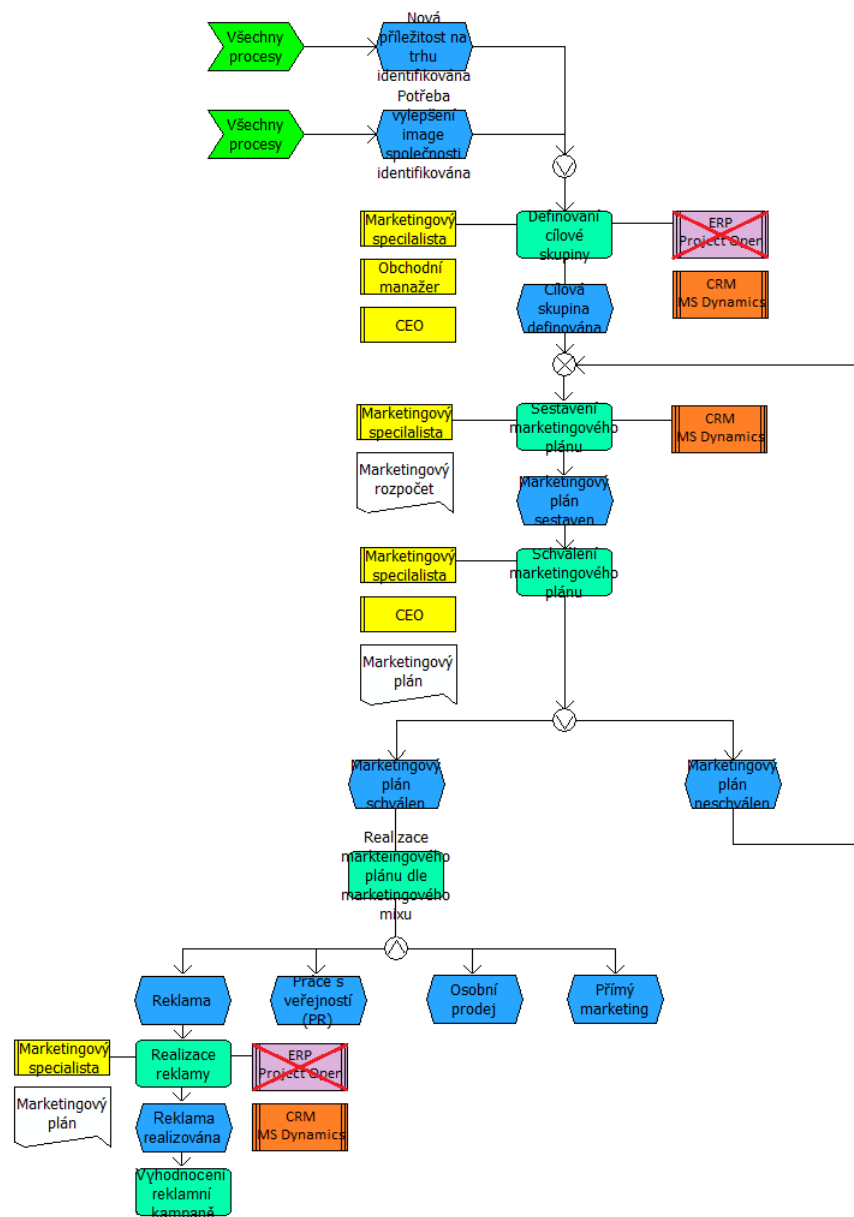 Všechny
procesy
Nová
příležitost na
trhu
identifikována
Všechny
procesy
Potřeba
vylepšení
image
společnosti
identifikována
Marketingový
specilalista
Definování
cílové
skupiny
ERP
Project Open
Obchodní
manažer
CEO
Cílová
skupina
definována
CRM
MS Dynamics
Marketingový
specilalista
Sestavení
marketingového
plánu
CRM
MS Dynamics
Marketingový
rozpočet
Marketingový
plán
sestaven
Marketingový
specilalista
Schválení
marketingového
plánu
CEO
Marketingový
plán
Marketingový
plán
schválen
Marketingový
plán
neschválen
Realizace
markteingového
plánu dle
marketingového
mixu
Reklama
Práce s
veřejností
(PR)
Osobní
prodej
Přímý
marketing
Marketingový
specialista
Realizace
reklamy
ERP
Project Open
Marketingový
plán
Reklama
realizována
CRM
MS Dynamics
Vyhodnocení
reklamní
kampaně